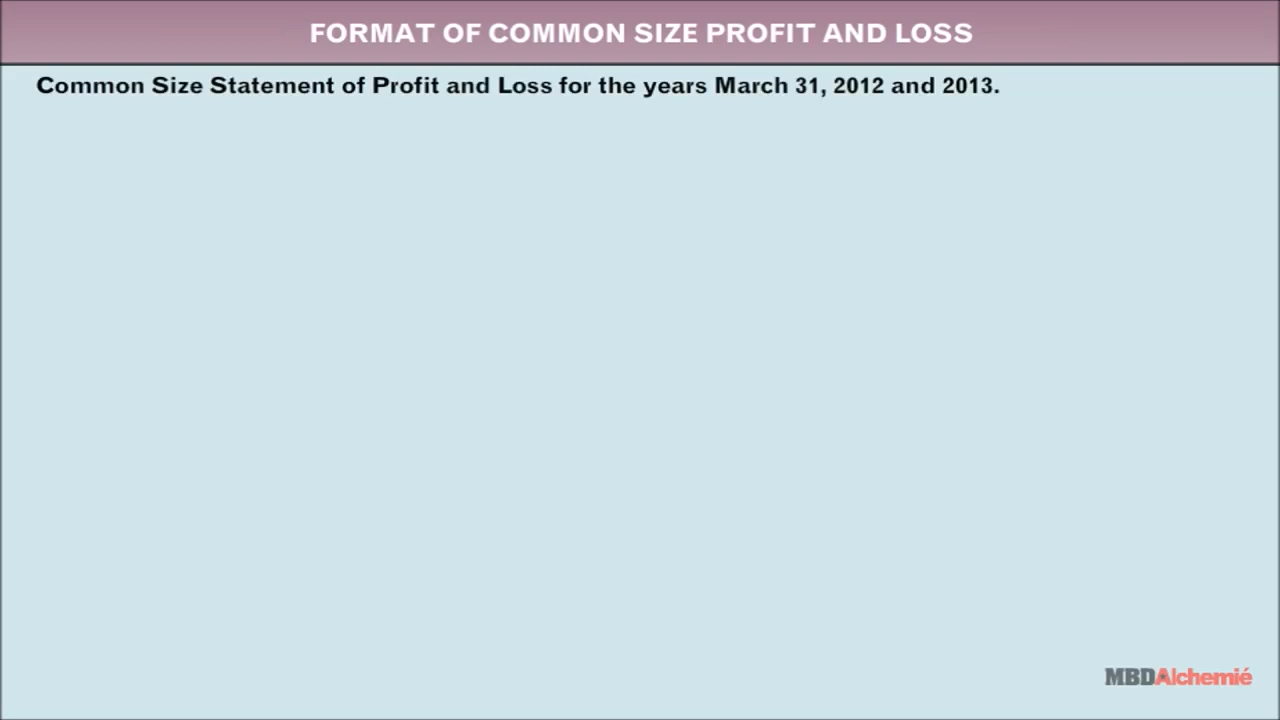 FORMAT OF COMMON SIZE PROFIT AND LOSS
Common Size Statement of Profit and Loss for the years March 31, 2012 and 2013.
MBDAlchemié